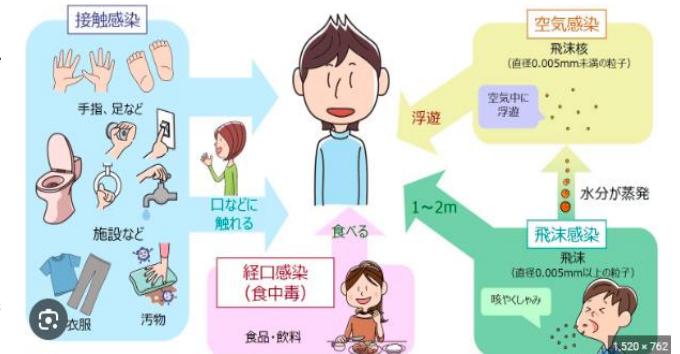 接触感染
手指、足など
施設など
衣服
汚物
口などに
触れる
経口感染
（食中毒）
食品・飲料
食べる
空気感染
飛沫核
（直径0.005mm未満の粒子）
空気中に
浮遊
浮遊
水分が蒸発
1～2m
飛沫感染
飛沫
（直径0.005mm以上の粒子）
咳やくしゃみ
1,520 × 762